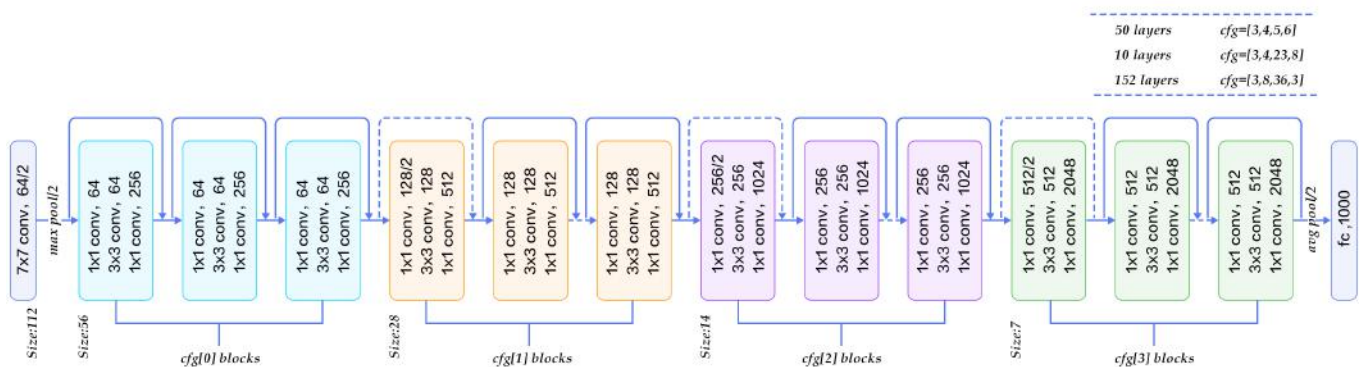 50 layers cfg=[3,4,5,6]
10 layers cfg=[3,4,23,8]
152 layers cfg=[3,8,36,3]
7x7 conv, 64/2
max pool/2
1x1 conv, 64
3x3 conv, 64
1x1 conv, 256
1x1 conv, 64
3x3 conv, 64
1x1 conv, 256
1x1 conv, 64
3x3 conv, 64
1x1 conv, 256
1x1 conv, 128/2
3x3 conv, 128
1x1 conv, 512
1x1 conv, 128
3x3 conv, 128
1x1 conv, 512
1x1 conv, 128
3x3 conv, 128
1x1 conv, 512
1x1 conv, 256/2
3x3 conv, 256
1x1 conv, 1024
1x1 conv, 256
3x3 conv, 256
1x1 conv, 1024
1x1 conv, 256
3x3 conv, 256
1x1 conv, 1024
1x1 conv, 512/2
3x3 conv, 512
1x1 conv, 2048
1x1 conv, 512
3x3 conv, 512
1x1 conv, 2048
1x1 conv, 512
3x3 conv, 512
1x1 conv, 2048
avg pool/2
fc ,1000
Size:112
Size:56
Size:28
Size:14
Size:7
cfg[0] blocks
cfg[1] blocks
cfg[2] blocks
cfg[3] blocks